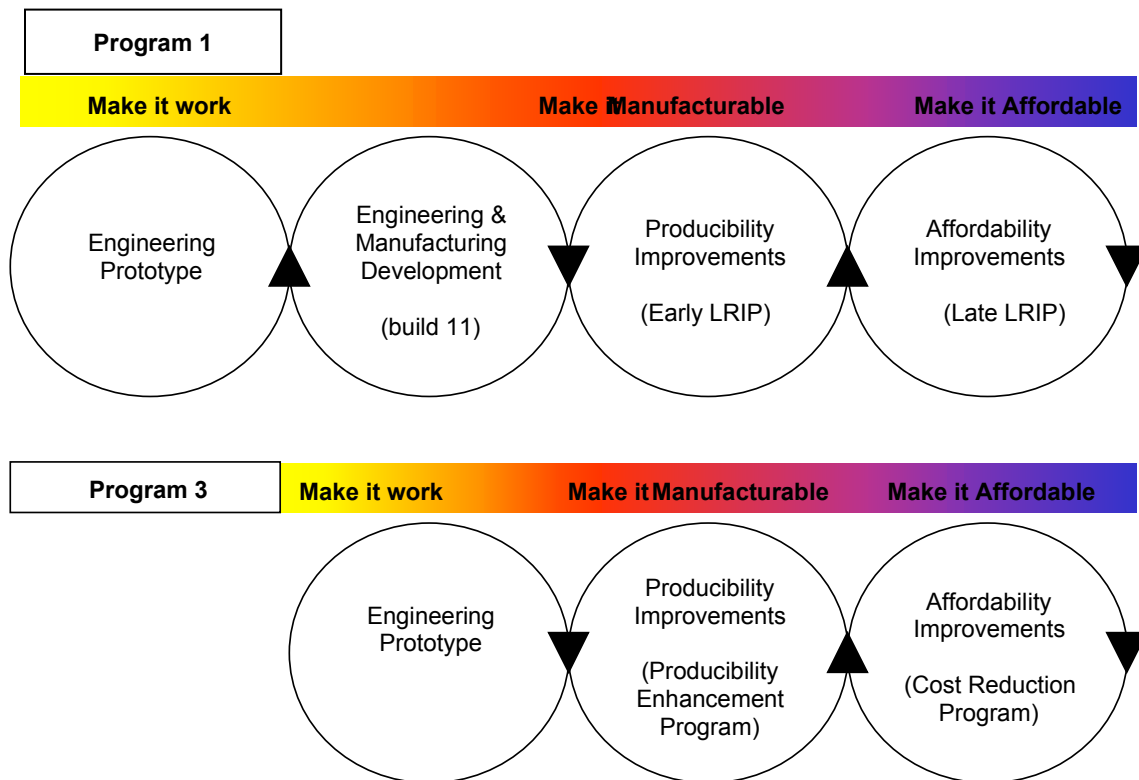 Program 1
Make it work
Make it Manufacturable
Make it Affordable
Engineering
Prototype
Engineering &
Manufacturing
Development
(build 11)
Producibility
Improvements
(Early LRIP)
Affordability
Improvements
(Late LRIP)
Program 3
Make it work
Make it Manufacturable
Make it Affordable
Engineering
Prototype
Producibility
Improvements
(Producibility
Enhancement
Program)
Affordability
Improvements
(Cost Reduction
Program)